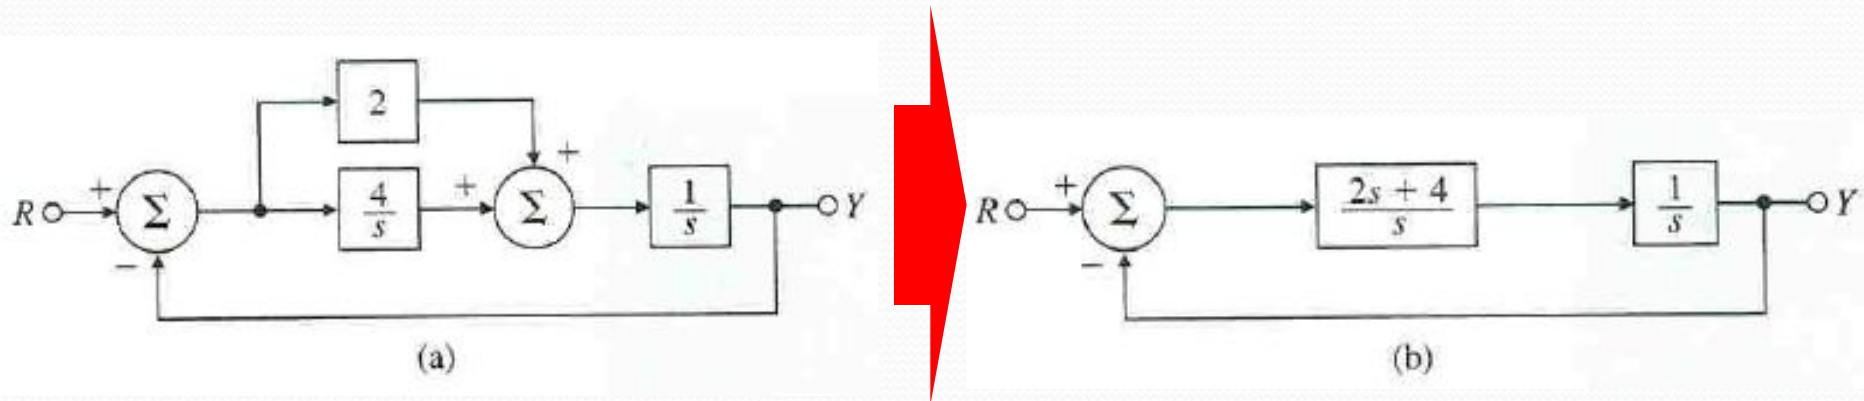 2
R + Σ 4/s + + Σ 1/s Y
−
(a)
R + Σ 2s + 4/s 1/s Y
−
(b)